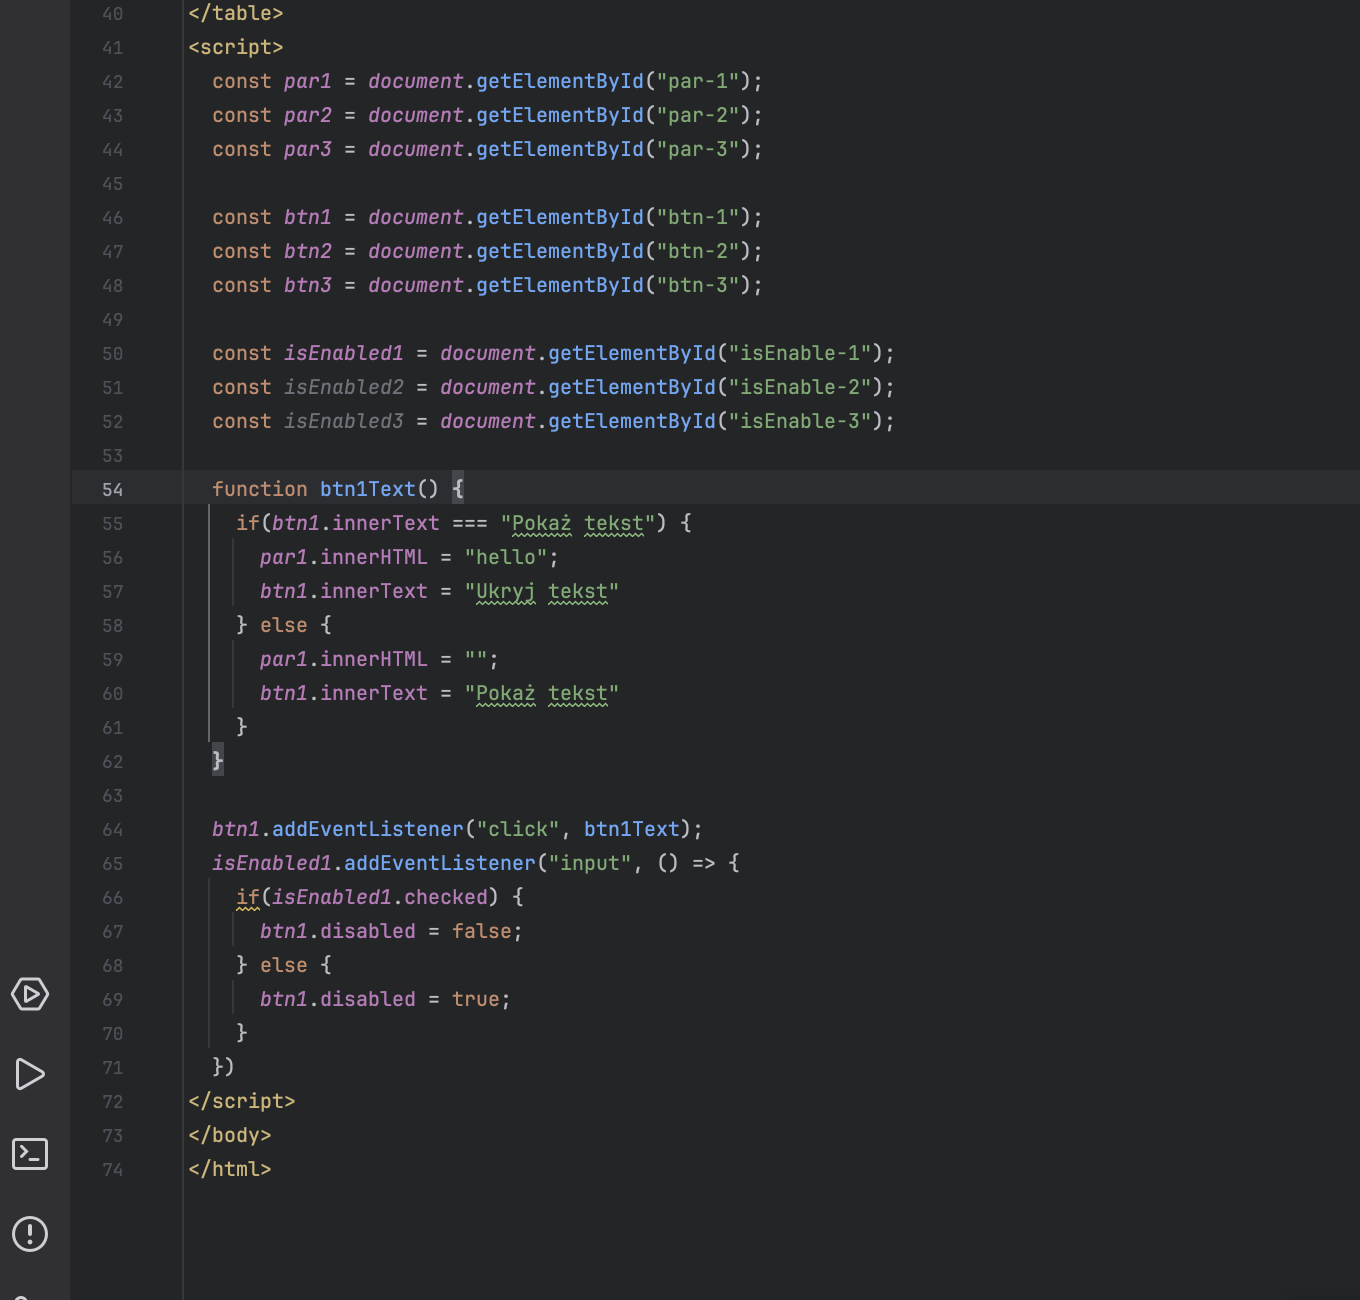 40 </table>
41 <script>
42 const par1 = document.getElementById("par-1");
43 const par2 = document.getElementById("par-2");
44 const par3 = document.getElementById("par-3");
45
46 const btn1 = document.getElementById("btn-1");
47 const btn2 = document.getElementById("btn-2");
48 const btn3 = document.getElementById("btn-3");
49
50 const isEnabled1 = document.getElementById("isEnable-1");
51 const isEnabled2 = document.getElementById("isEnable-2");
52 const isEnabled3 = document.getElementById("isEnable-3");
53
54 function btn1Text() {
55 if(btn1.innerText === "Pokaż tekst") {
56 par1.innerHTML = "hello";
57 btn1.innerText = "Ukryj tekst"
58 } else {
59 par1.innerHTML = "";
60 btn1.innerText = "Pokaż tekst"
61 }
62 }
63
64 btn1.addEventListener("click", btn1Text);
65 isEnabled1.addEventListener("input", () => {
66 if(isEnabled1.checked) {
67 btn1.disabled = false;
68 } else {
69 btn1.disabled = true;
70 }
71 })
72 </script>
73 </body>
74 </html>